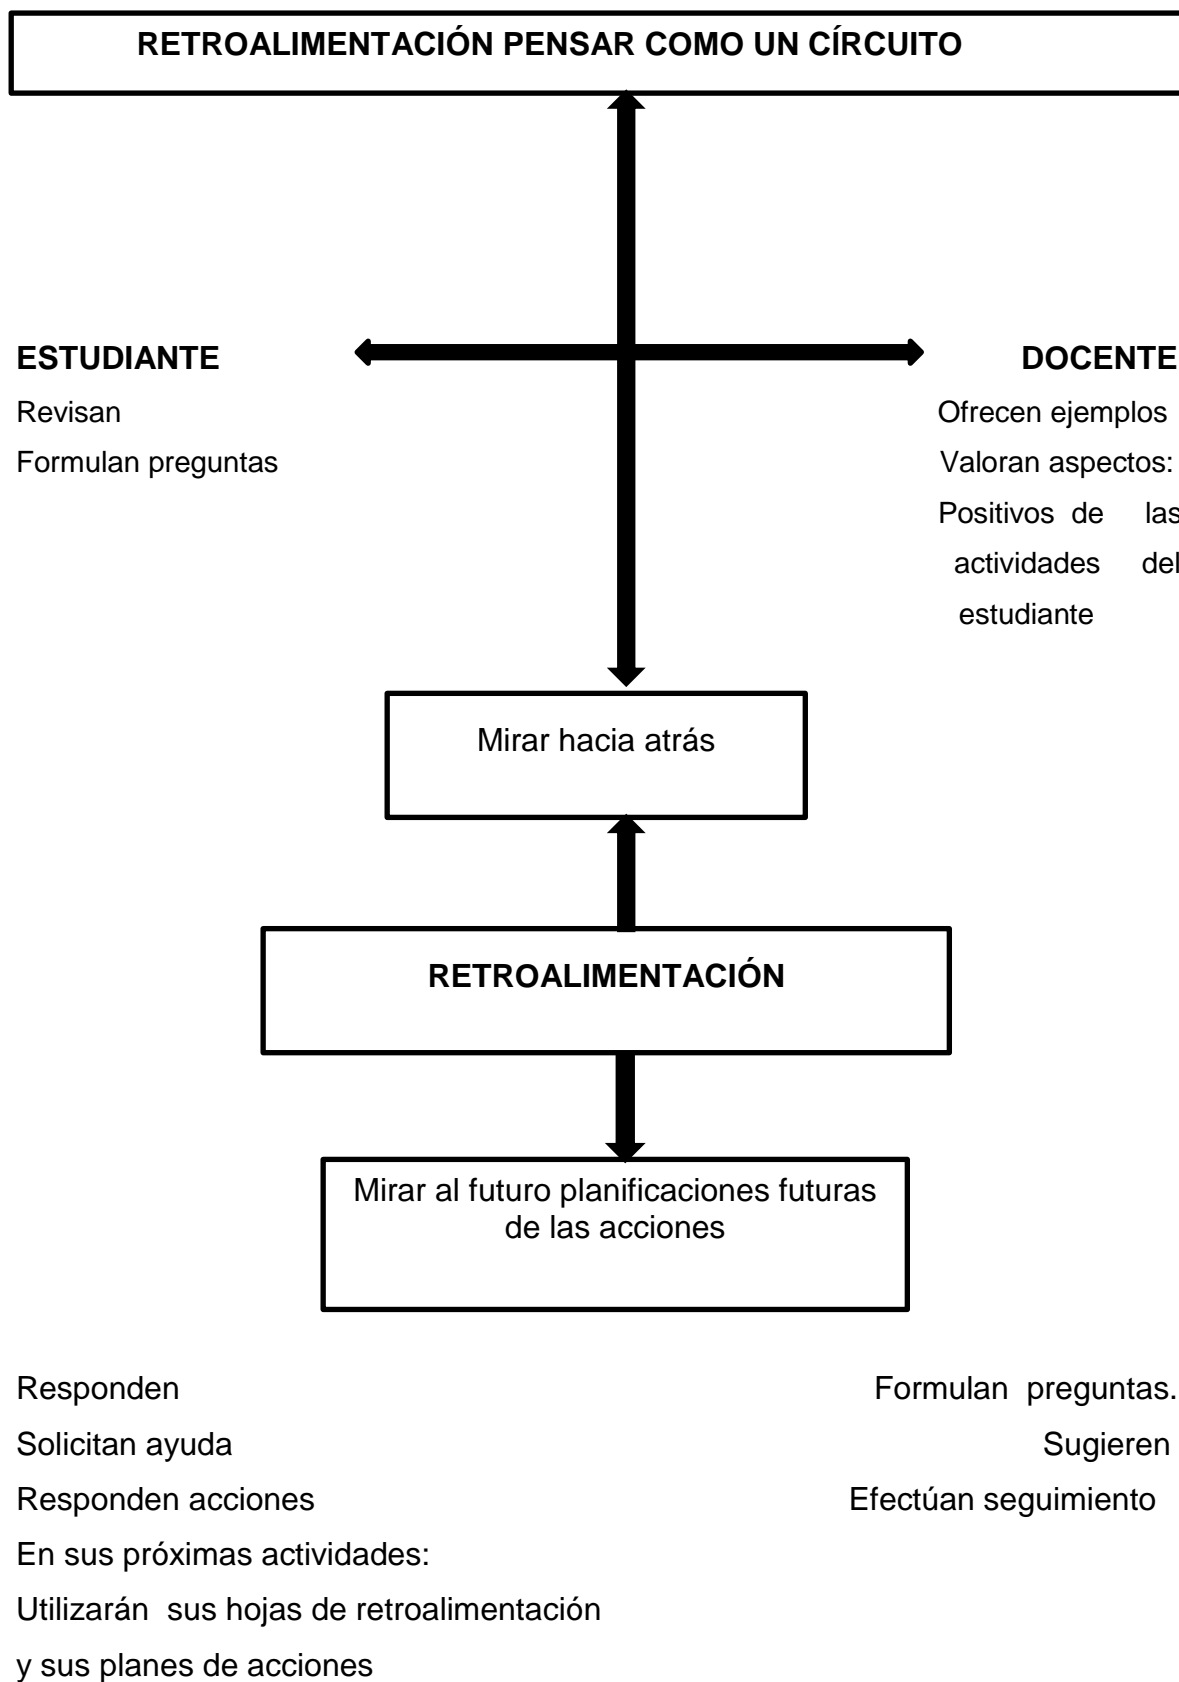 RETROALIMENTACIÓN PENSAR COMO UN CÍRCUITO
ESTUDIANTE
Revisan
Formulan preguntas
DOCENTE
Ofrecen ejemplos
Valoran aspectos:
Positivos de las
actividades del
estudiante
Mirar hacia atrás
RETROALIMENTACIÓN
Mirar al futuro planificaciones futuras
de las acciones
Responden
Solicitan ayuda
Responden acciones
En sus próximas actividades:
Utilizarán sus hojas de retroalimentación
y sus planes de acciones
Formulan preguntas.
Sugieren
Efectúan seguimiento